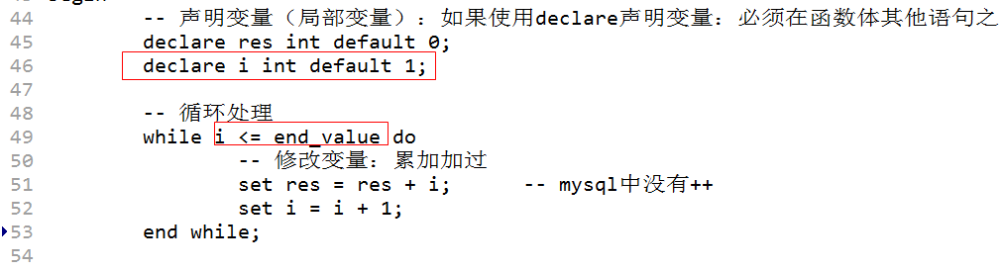 44 -- 声明变量（局部变量）：如果使用declare声明变量：必须在函数体其他语句之
45 declare res int default 0;
46 declare i int default 1;
47
48 -- 循环处理
49 while i <= end_value do
50 -- 修改变量：累加加过
51 set res = res + i; -- mysql中没有++
52 set i = i + 1;
53 end while;
54